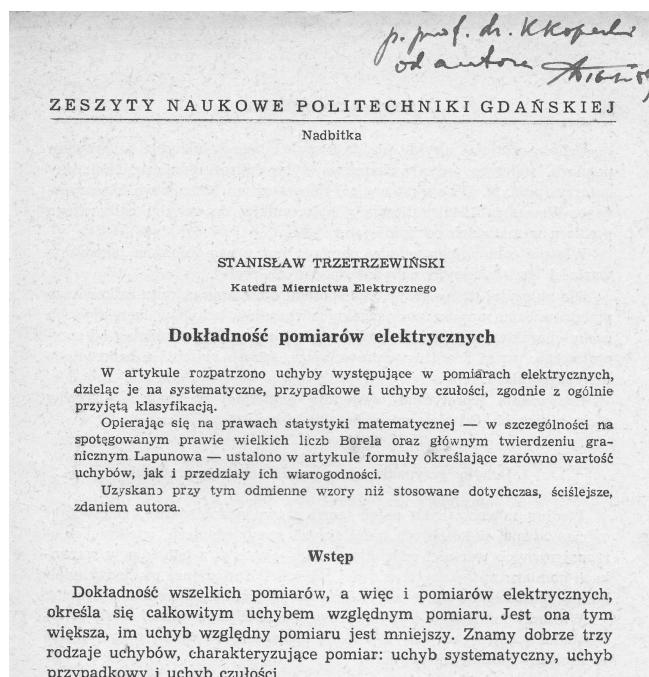 p. prof. dr. K Koperski
od autora
ZESZYTY NAUKOWE POLITECHNIKI GDAŃSKIEJ
Nadbitka
STANISŁAW TRZETRZEWIŃSKI
Katedra Miernictwa Elektrycznego
Dokładność pomiarów elektrycznych
W artykule rozpatrzono uchyby występujące w pomiarach elektrycznych,
dzieląc je na systematyczne, przypadkowe i uchyby czułości, zgodnie z ogólnie
przyjętą klasyfikacją.
Opierając się na prawach statystyki matematycznej — w szczególności na
spotęgowanym prawie wielkich liczb Borela oraz głównym twierdzeniu gra-
nicznym Lapunowa — ustalono w artykule formuły określające zarówno wartość
uchybów, jak i przedziały ich wiarogodności.
Uzyskano przy tym odmienne wzory niż stosowane dotychczas, ściślejsze,
zdaniem autora.
Wstęp
Dokładność wszelkich pomiarów, a więc i pomiarów elektrycznych,
określa się całkowitym uchybem względnym pomiaru. Jest ona tym
większa, im uchyb względny pomiaru jest mniejszy. Znamy dobrze trzy
rodzaje uchybów, charakteryzujące pomiar: uchyb systematyczny, uchyb
przypadkowy i uchyb czułości.